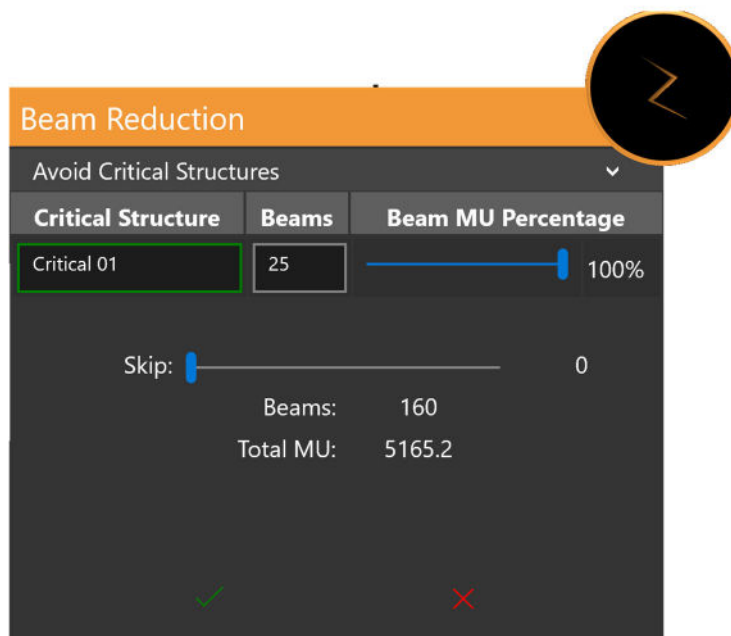 Beam Reduction
Avoid Critical Structures
Critical Structure Beams Beam MU Percentage
Critical 01 25 100%
Skip: 0
Beams: 160
Total MU: 5165.2